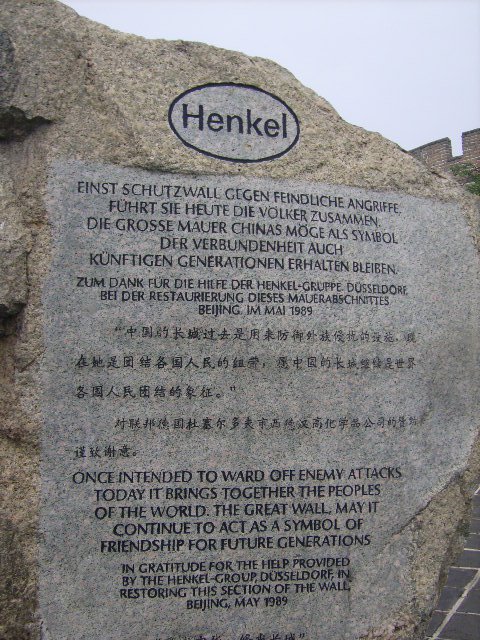 Henkel
EINST SCHUTZWALL GEGEN FEINDLICHE ANGRIFFE.
FÜHRT SIE HEUTE DIE VÖLKER ZUSAMMEN.
DIE GROSSE MAUER CHINAS MÖGE ALS SYMBOL
DER VERBUNDENHEIT AUCH
KÜNFTIGEN GENERATIONEN ERHALTEN BLEIBEN.
ZUM DANK FÜR DIE HILFE DER HENKEL-GRUPPE. DÜSSELDORF
BEI DER RESTAURIERUNG DIESES MAUERABSCHNITTES
BEIJING. IM MAI 1989
"中国的长城过去是用来防御外族侵扰的设施，现
在她是团结各国人民的纽带，愿中国的长城继续是世界
各国人民团结的象征。"
对联邦德国杜塞尔多夫市
谨致谢意。
ONCE INTENDED TO WARD OFF ENEMY ATTACKS
TODAY IT BRINGS TOGETHER THE PEOPLES
OF THE WORLD. THE GREAT WALL, MAY IT
CONTINUE TO ACT AS A SYMBOL OF
FRIENDSHIP FOR FUTURE GENERATIONS
IN GRATITUDE FOR THE HELP PROVIDED
BY THE HENKEL-GROUP, DÜSSELDORF, IN
RESTORING THIS SECTION OF THE WALL.
BEIJING, MAY 1989